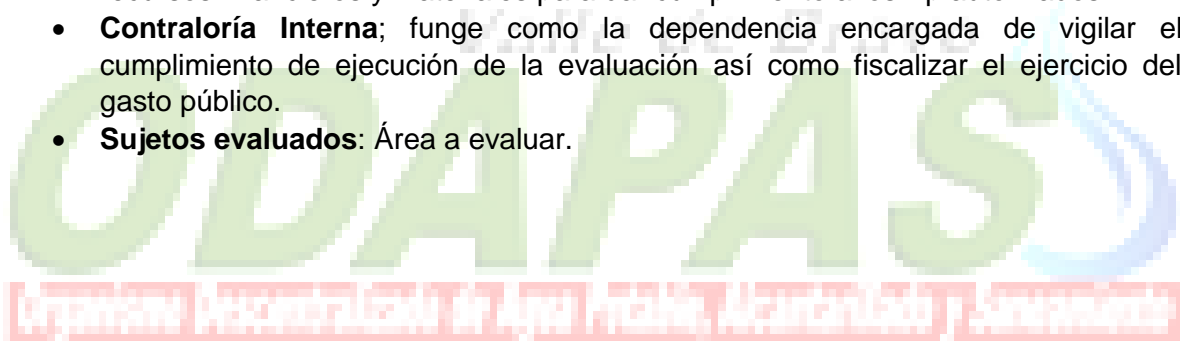 • Contraloría Interna; funge como la dependencia encargada de vigilar el
cumplimiento de ejecución de la evaluación así como fiscalizar el ejercicio del
gasto público.
• Sujetos evaluados: Área a evaluar.
ODAPAS
Organismo Descentralizado de Agua Potable, Alcantarillado y Saneamiento